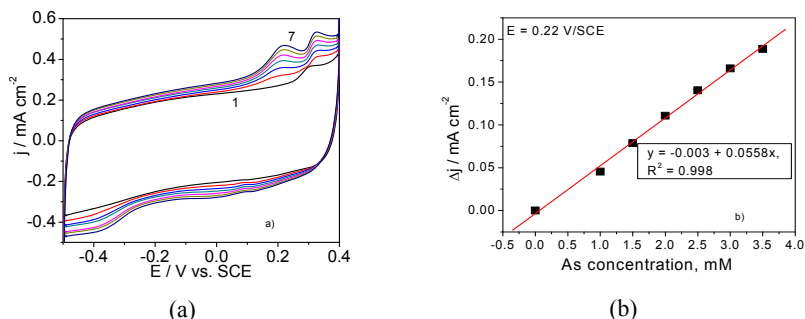 0.6
0.4
0.2
0.0
-0.2
-0.4
j / mA cm-2
7
1
a)
-0.4 -0.2 0.0 0.2 0.4
E / V vs. SCE
(a)
E = 0.22 V/SCE
0.20
0.15
0.10
0.05
0.00
Δj / mA cm-2
y = -0.003 + 0.0558x,
R2 = 0.998
b)
-0.5 0.0 0.5 1.0 1.5 2.0 2.5 3.0 3.5 4.0
As concentration, mM
(b)